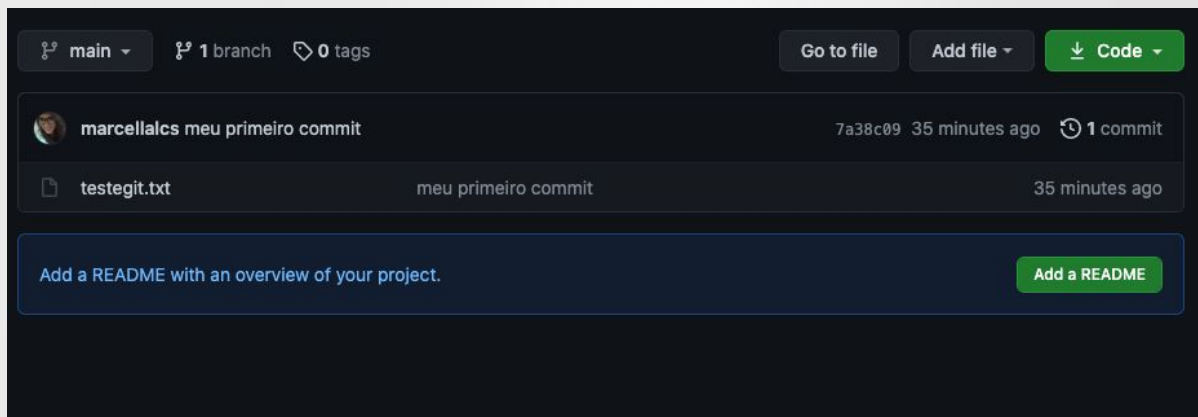 main 1 branch 0 tags Go to file Add file Code
marcellalcs meu primeiro commit 7a38c09 35 minutes ago 1 commit
testegit.txt meu primeiro commit 35 minutes ago
Add a README with an overview of your project. Add a README